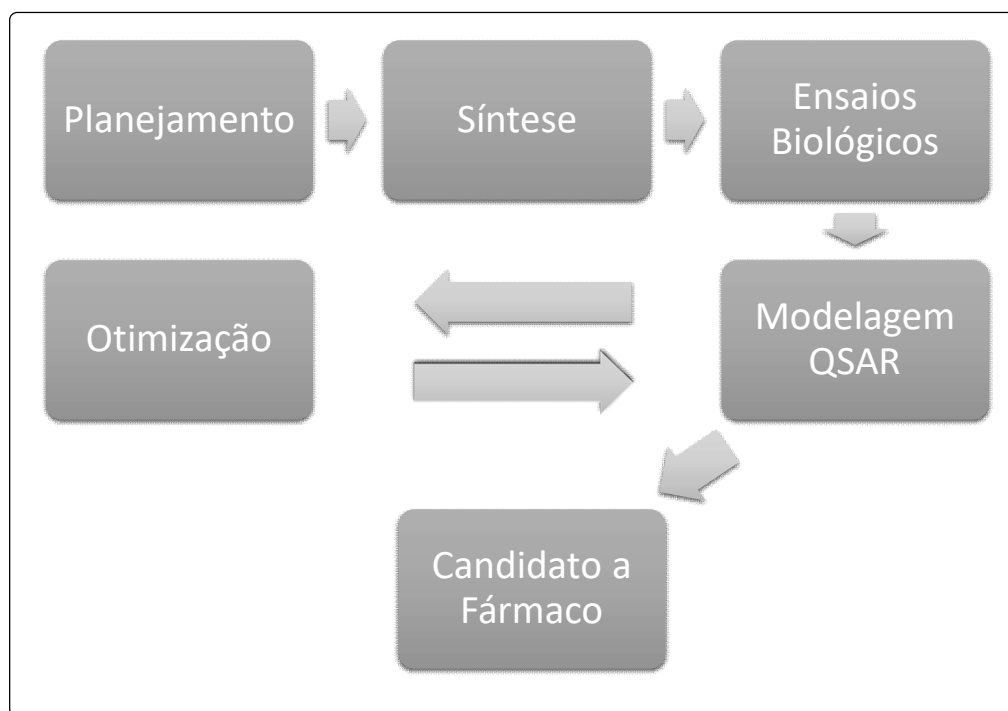 Planejamento
Síntese
Ensaios
Biológicos
Otimização
Modelagem
QSAR
Candidato a
Fármaco